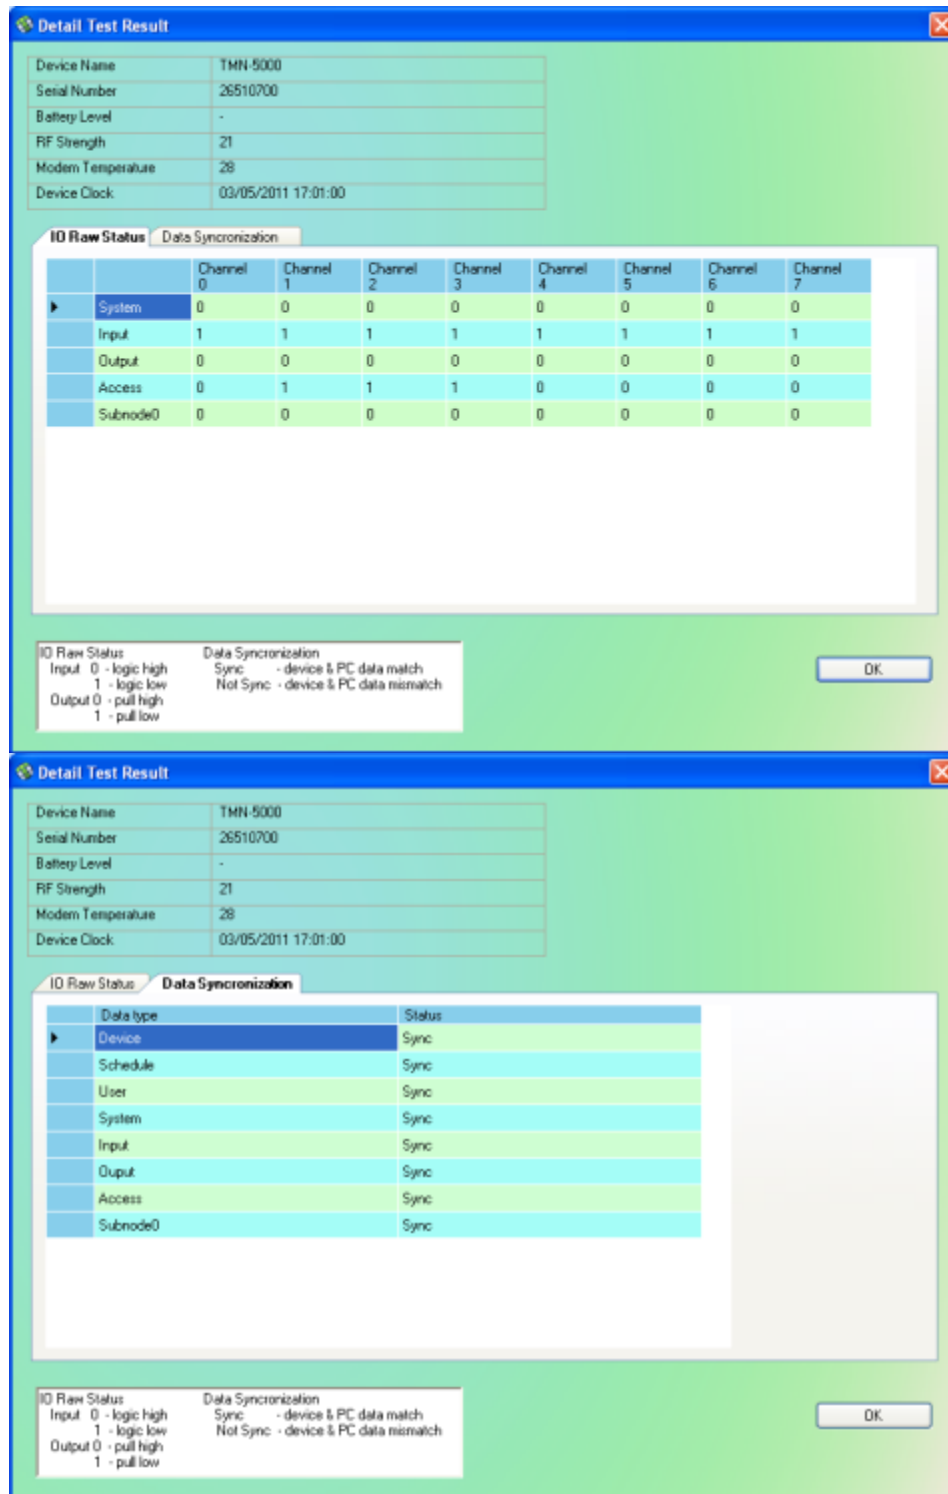 Detail Test Result
Device Name TMN-5000
Serial Number 26510700
Battery Level -
RF Strength 21
Modem Temperature 28
Device Clock 03/05/2011 17:01:00
IO Raw Status Data Syncronization
Channel 0 Channel 1 Channel 2 Channel 3 Channel 4 Channel 5 Channel 6 Channel 7
System 0 0 0 0 0 0 0 0
Input 1 1 1 1 1 1 1 1
Output 0 0 0 0 0 0 0 0
Access 0 1 1 1 0 0 0 0
Subnode0 0 0 0 0 0 0 0 0
IO Raw Status Data Syncronization
Input 0 - logic high Sync - device & PC data match
1 - logic low Not Sync - device & PC data mismatch
Output 0 - pull high
1 - pull low
OK
Detail Test Result
Device Name TMN-5000
Serial Number 26510700
Battery Level -
RF Strength 21
Modem Temperature 28
Device Clock 03/05/2011 17:01:00
IO Raw Status Data Syncronization
Data type Status
Device Sync
Schedule Sync
User Sync
System Sync
Input Sync
Ouput Sync
Access Sync
Subnode0 Sync
IO Raw Status Data Syncronization
Input 0 - logic high Sync - device & PC data match
1 - logic low Not Sync - device & PC data mismatch
Output 0 - pull high
1 - pull low
OK